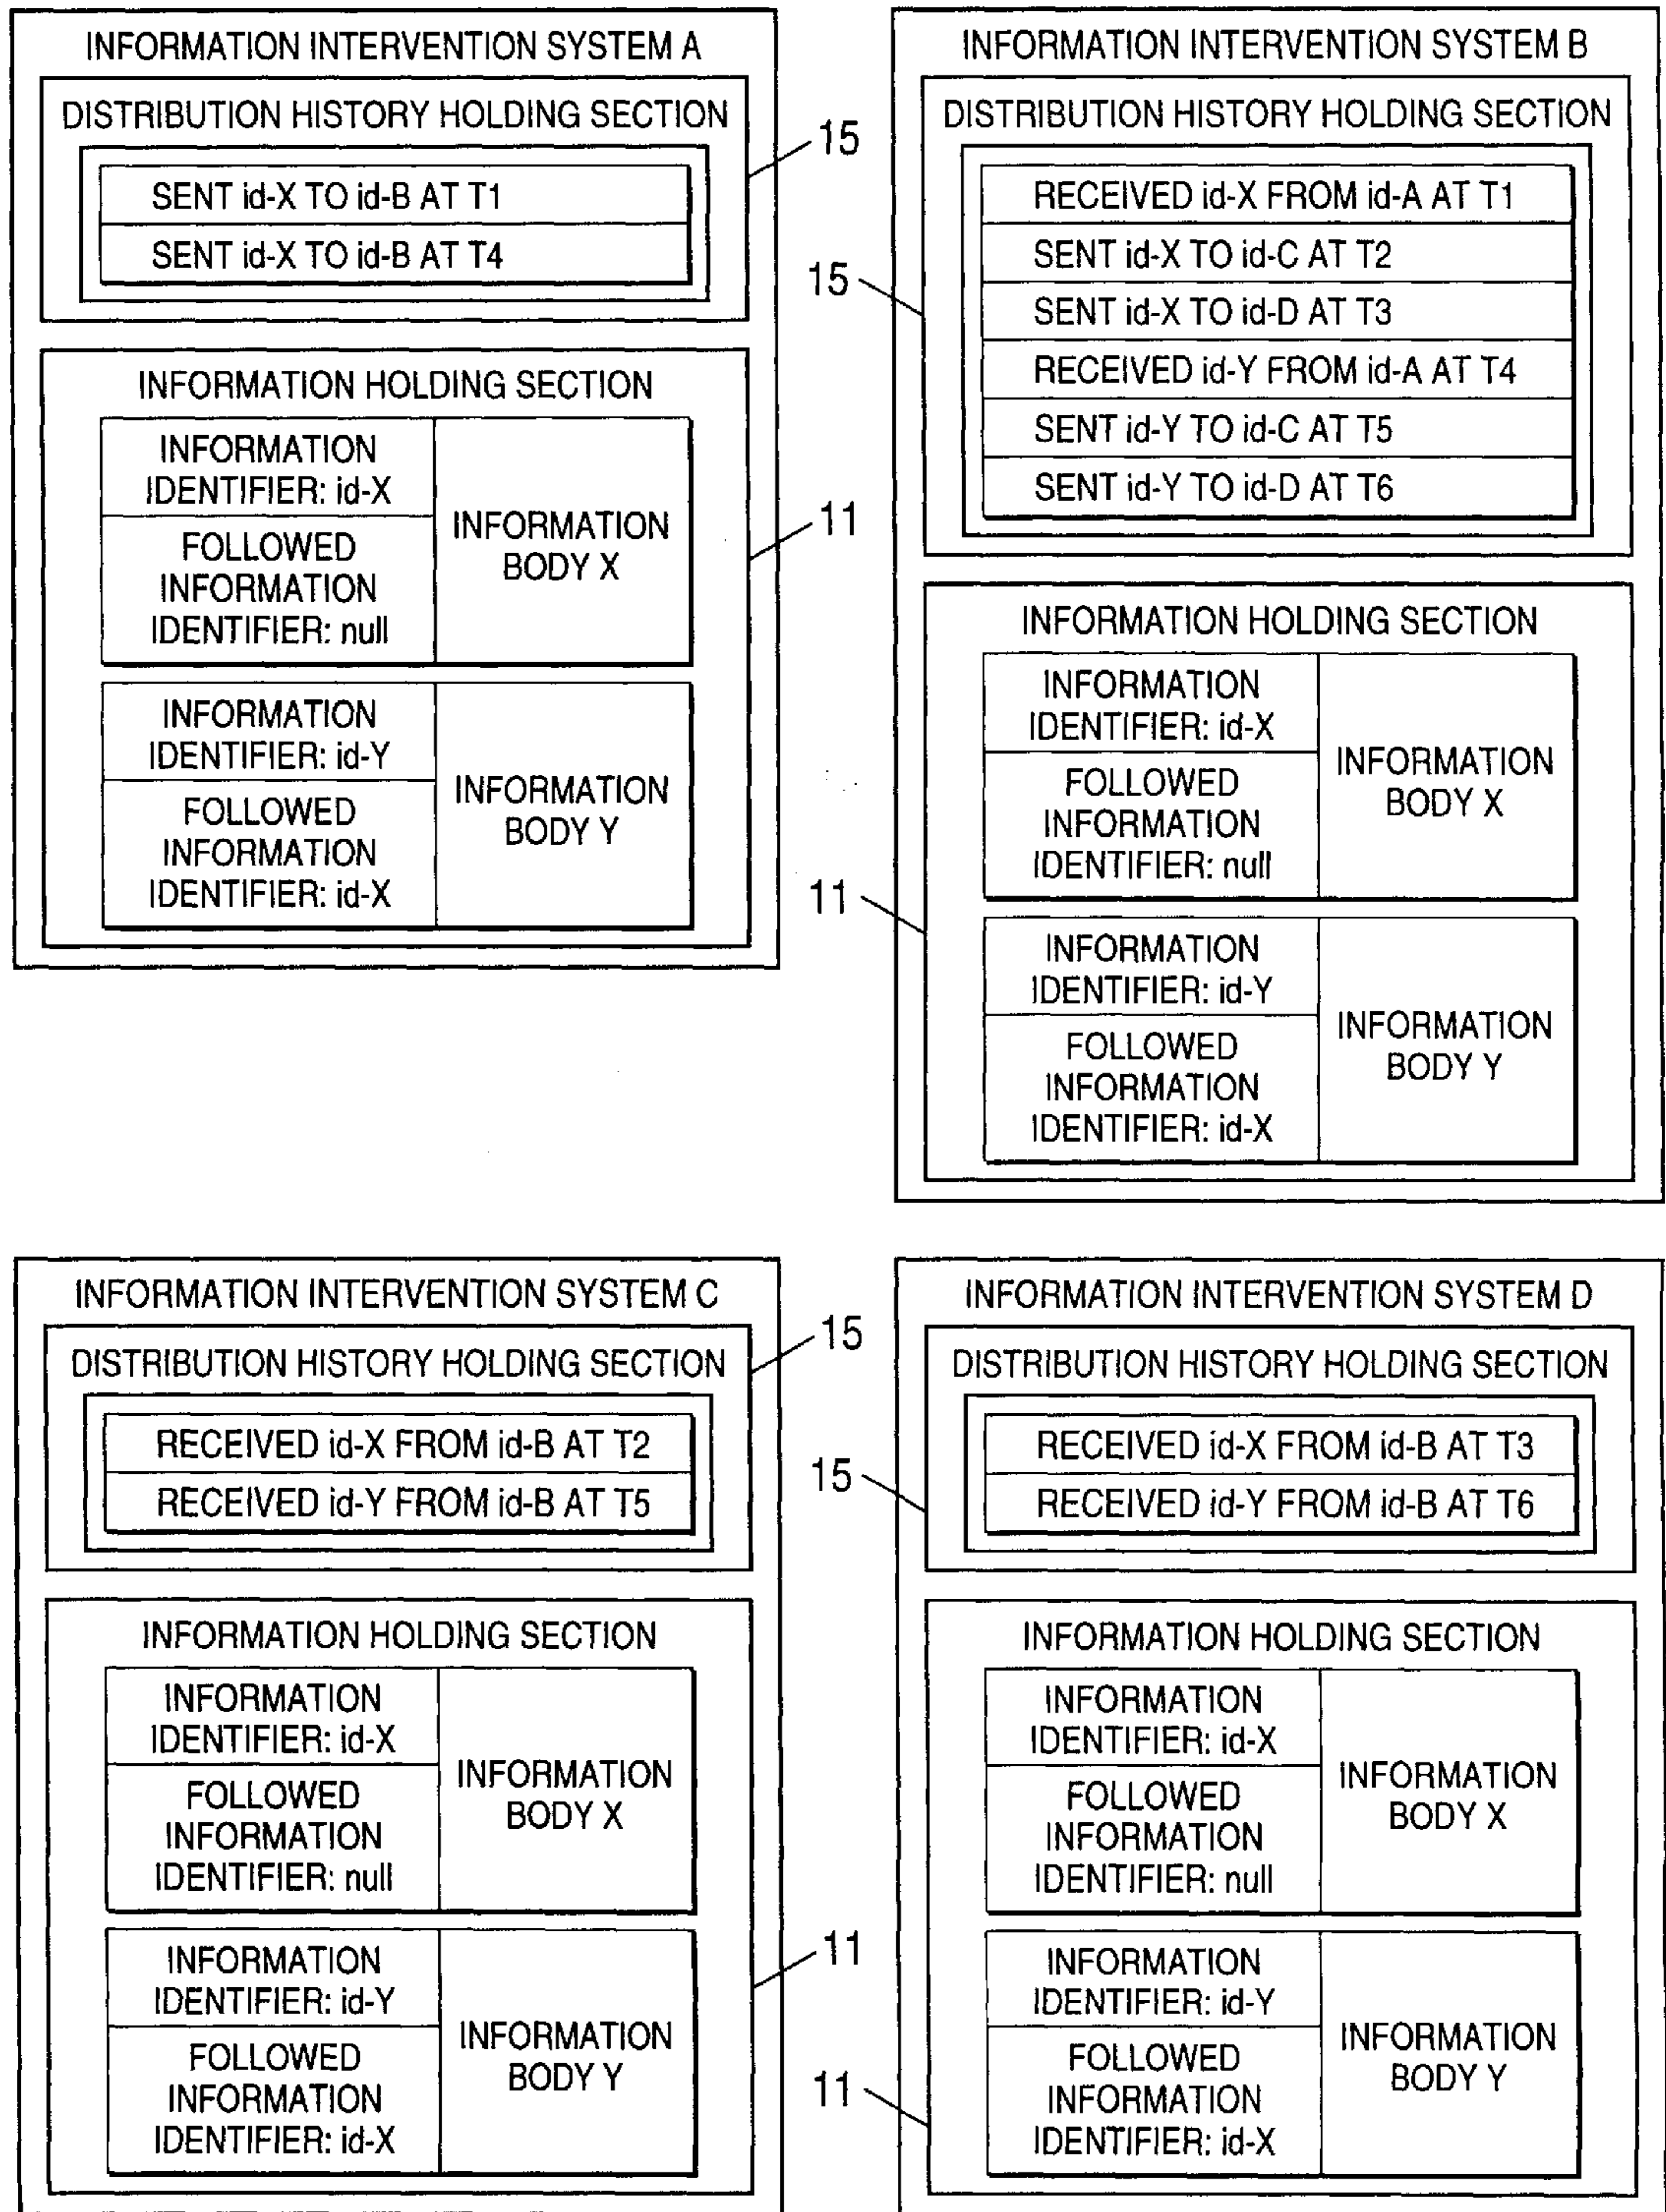 INFORMATION INTERVENTION SYSTEM A
DISTRIBUTION HISTORY HOLDING SECTION
15
SENT id-X TO id-B AT T1
SENT id-X TO id-B AT T4
INFORMATION HOLDING SECTION
11
INFORMATION
IDENTIFIER: id-X
FOLLOWED
INFORMATION
IDENTIFIER: null
INFORMATION
BODY X
INFORMATION
IDENTIFIER: id-Y
FOLLOWED
INFORMATION
IDENTIFIER: id-X
INFORMATION
BODY Y
INFORMATION INTERVENTION SYSTEM B
DISTRIBUTION HISTORY HOLDING SECTION
15
RECEIVED id-X FROM id-A AT T1
SENT id-X TO id-C AT T2
SENT id-X TO id-D AT T3
RECEIVED id-Y FROM id-A AT T4
SENT id-Y TO id-C AT T5
SENT id-Y TO id-D AT T6
INFORMATION HOLDING SECTION
11
INFORMATION
IDENTIFIER: id-X
FOLLOWED
INFORMATION
IDENTIFIER: null
INFORMATION
BODY X
INFORMATION
IDENTIFIER: id-Y
FOLLOWED
INFORMATION
IDENTIFIER: id-X
INFORMATION
BODY Y
INFORMATION INTERVENTION SYSTEM C
DISTRIBUTION HISTORY HOLDING SECTION
15
RECEIVED id-X FROM id-B AT T2
RECEIVED id-Y FROM id-B AT T5
INFORMATION HOLDING SECTION
11
INFORMATION
IDENTIFIER: id-X
FOLLOWED
INFORMATION
IDENTIFIER: null
INFORMATION
BODY X
INFORMATION
IDENTIFIER: id-Y
FOLLOWED
INFORMATION
IDENTIFIER: id-X
INFORMATION
BODY Y
INFORMATION INTERVENTION SYSTEM D
DISTRIBUTION HISTORY HOLDING SECTION
15
RECEIVED id-X FROM id-B AT T3
RECEIVED id-Y FROM id-B AT T6
INFORMATION HOLDING SECTION
11
INFORMATION
IDENTIFIER: id-X
FOLLOWED
INFORMATION
IDENTIFIER: null
INFORMATION
BODY X
INFORMATION
IDENTIFIER: id-Y
FOLLOWED
INFORMATION
IDENTIFIER: id-X
INFORMATION
BODY Y